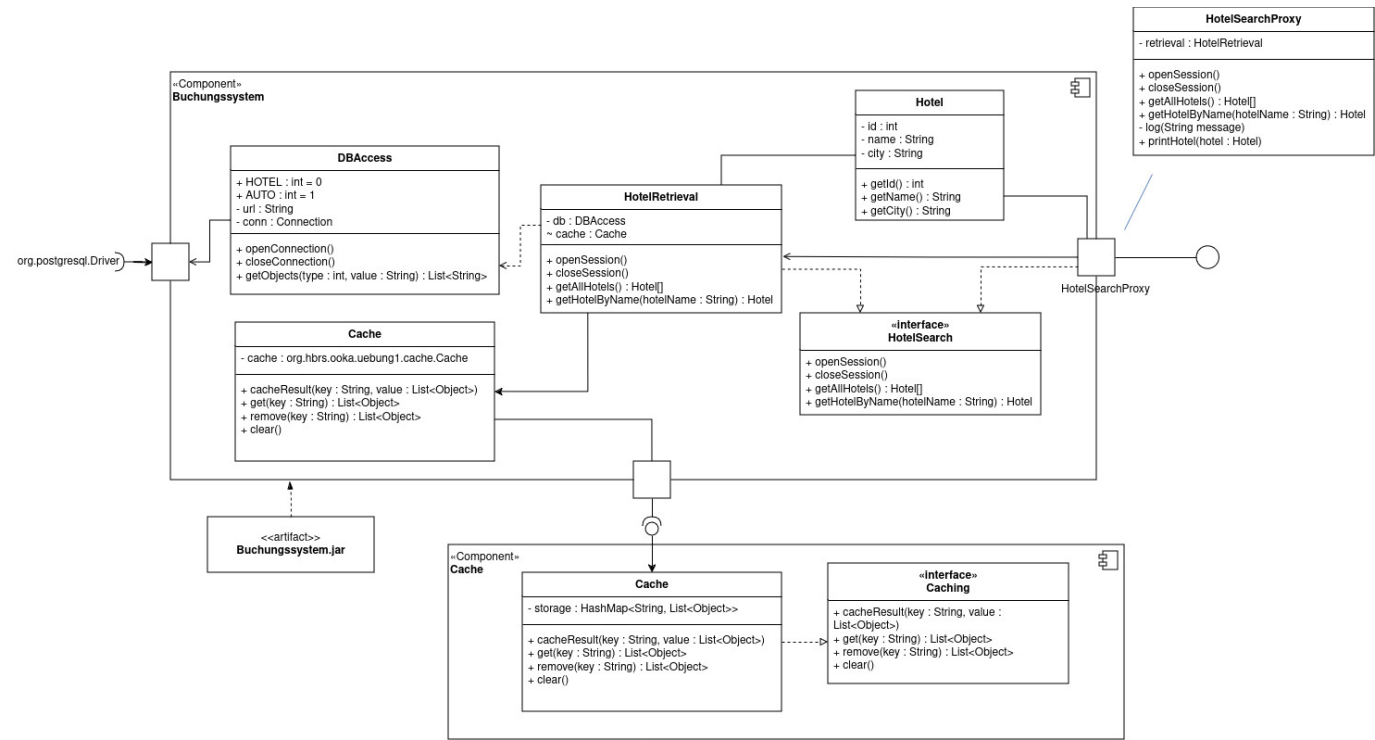 HotelSearchProxy
- retrieval : HotelRetrieval
+ openSession()
+ closeSession()
+ getAllHotels() : Hotel[]
+ getHotelByName(hotelName : String) : Hotel
- log(String message)
+ printHotel(hotel : Hotel)
«Component»
Buchungssystem
Hotel
- id : int
- name : String
- city : String
+ getId() : int
+ getName() : String
+ getCity() : String
DBAccess
+ HOTEL : int = 0
+ AUTO : int = 1
- url : String
- conn : Connection
+ openConnection()
+ closeConnection()
+ getObjects(type : int, value : String) : List<String>
HotelRetrieval
- db : DBAccess
~ cache : Cache
+ openSession()
+ closeSession()
+ getAllHotels() : Hotel[]
+ getHotelByName(hotelName : String) : Hotel
org.postgresql.Driver
HotelSearchProxy
«interface»
HotelSearch
+ openSession()
+ closeSession()
+ getAllHotels() : Hotel[]
+ getHotelByName(hotelName : String) : Hotel
Cache
- cache : org.hbrs.ooka.uebung1.cache.Cache
+ cacheResult(key : String, value : List<Object>)
+ get(key : String) : List<Object>
+ remove(key : String) : List<Object>
+ clear()
<<artifact>>
Buchungssystem.jar
«Component»
Cache
Cache
- storage : HashMap<String, List<Object>>
+ cacheResult(key : String, value : List<Object>)
+ get(key : String) : List<Object>
+ remove(key : String) : List<Object>
+ clear()
«interface»
Caching
+ cacheResult(key : String, value :
List<Object>)
+ get(key : String) : List<Object>
+ remove(key : String) : List<Object>
+ clear()